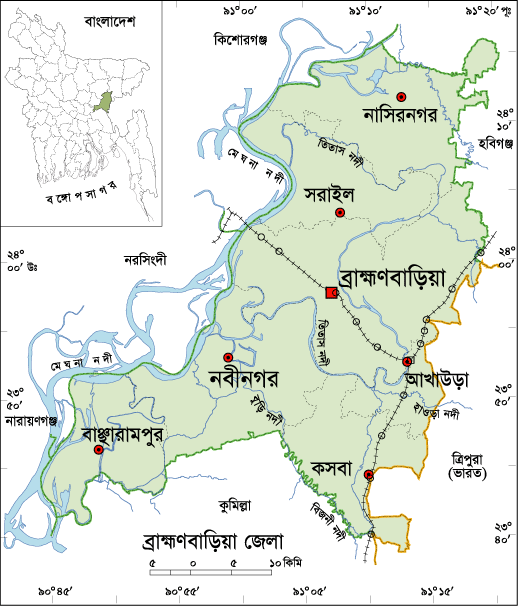 ৯১° ০০′
৯১° ১০′
৯১° ২০′ পূঃ
বাংলাদেশ
কিশোরগঞ্জ
নাসিরনগর
২৪°
১০′
হবিগঞ্জ
তিতাস নদী
মেঘনা নদী
সরাইল
বঙ্গোপসাগর
২৪°
০০′ উঃ
নরসিংদী
২৪°
০০′
ব্রাহ্মণবাড়িয়া
তিতাস নদী
মেঘনা নদী
নবীনগর
আখাউড়া
২৩°
৫০′
২৩°
৫০′
নারায়ণগঞ্জ
বুড়ি নদী
হাওড়া নদী
বাঞ্ছারামপুর
কসবা
ত্রিপুরা
(ভারত)
কুমিল্লা
বিজনী নদী
২৩°
৪০′
ব্রাহ্মণবাড়িয়া জেলা
৫ ০ ৫ ১০ কিমি
৯০° ৪৫′
৯০° ৫৫′
৯১° ০৫′
৯১° ১৫′